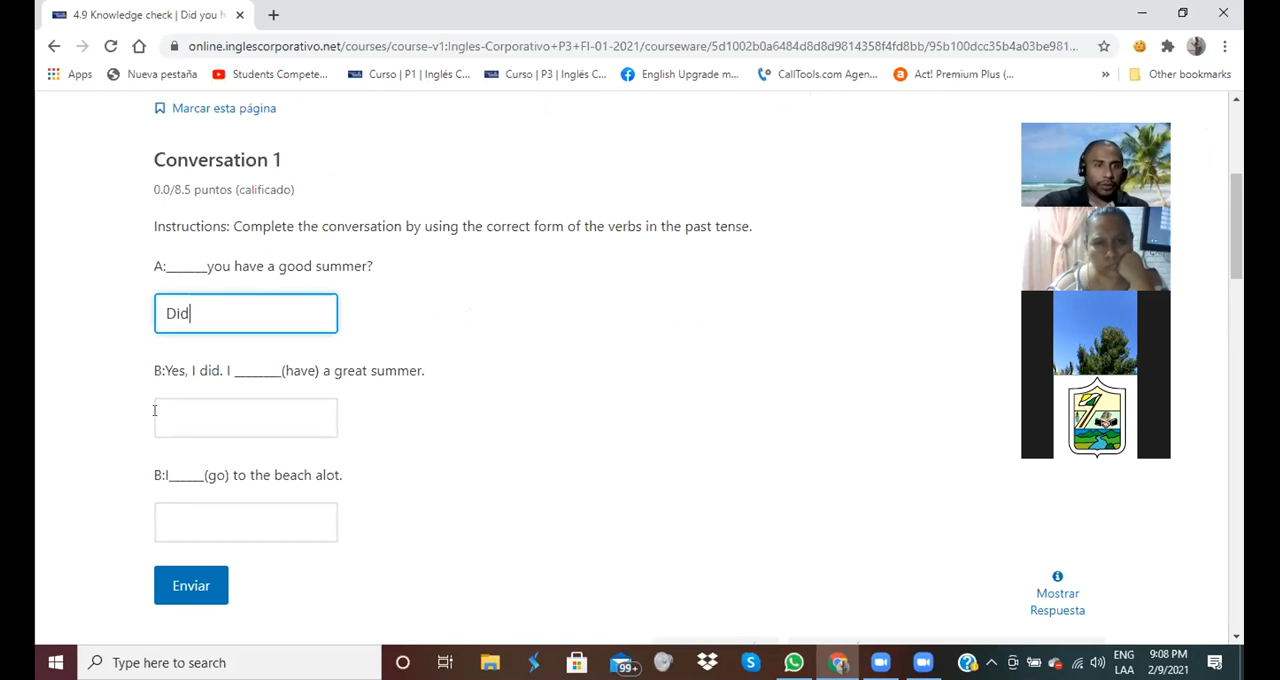 4.9 Knowledge check | Did you h
online.inglescorporativo.net/courses/course-v1:Ingles-Corporativo+P3+FI-01-2021/courseware/5d1002b0a6484d8d8d9814358f4fd8bb/95b100dcc35b4a03be981...
Apps Nueva pestaña Students Compete... Curso | P1 | Inglés C... Curso | P3 | Inglés C... English Upgrade m... CallTools.com Agen... Act! Premium Plus (... » Other bookmarks
Marcar esta página
Conversation 1
0.0/8.5 puntos (calificado)
Instructions: Complete the conversation by using the correct form of the verbs in the past tense.
A:______you have a good summer?
Did
B:Yes, I did. I _______(have) a great summer.
B:I_____(go) to the beach alot.
Enviar
Mostrar
Respuesta
Type here to search
99+
ENG
LAA
9:08 PM
2/9/2021